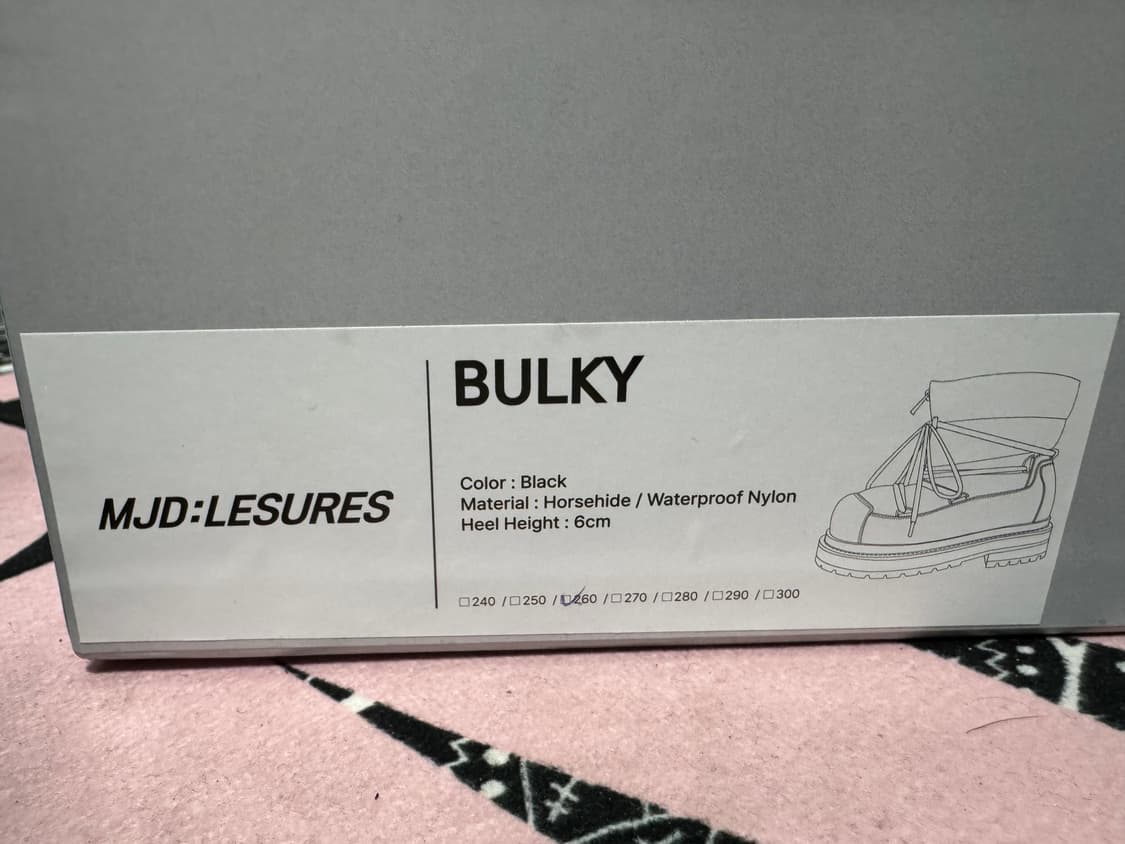 BULKY
MJD:LESURES
Color : Black
Material : Horsehide / Waterproof Nylon
Heel Height : 6cm
☐240 /☐250 /☑260 /☐270 /☐280 /☐290 /☐300